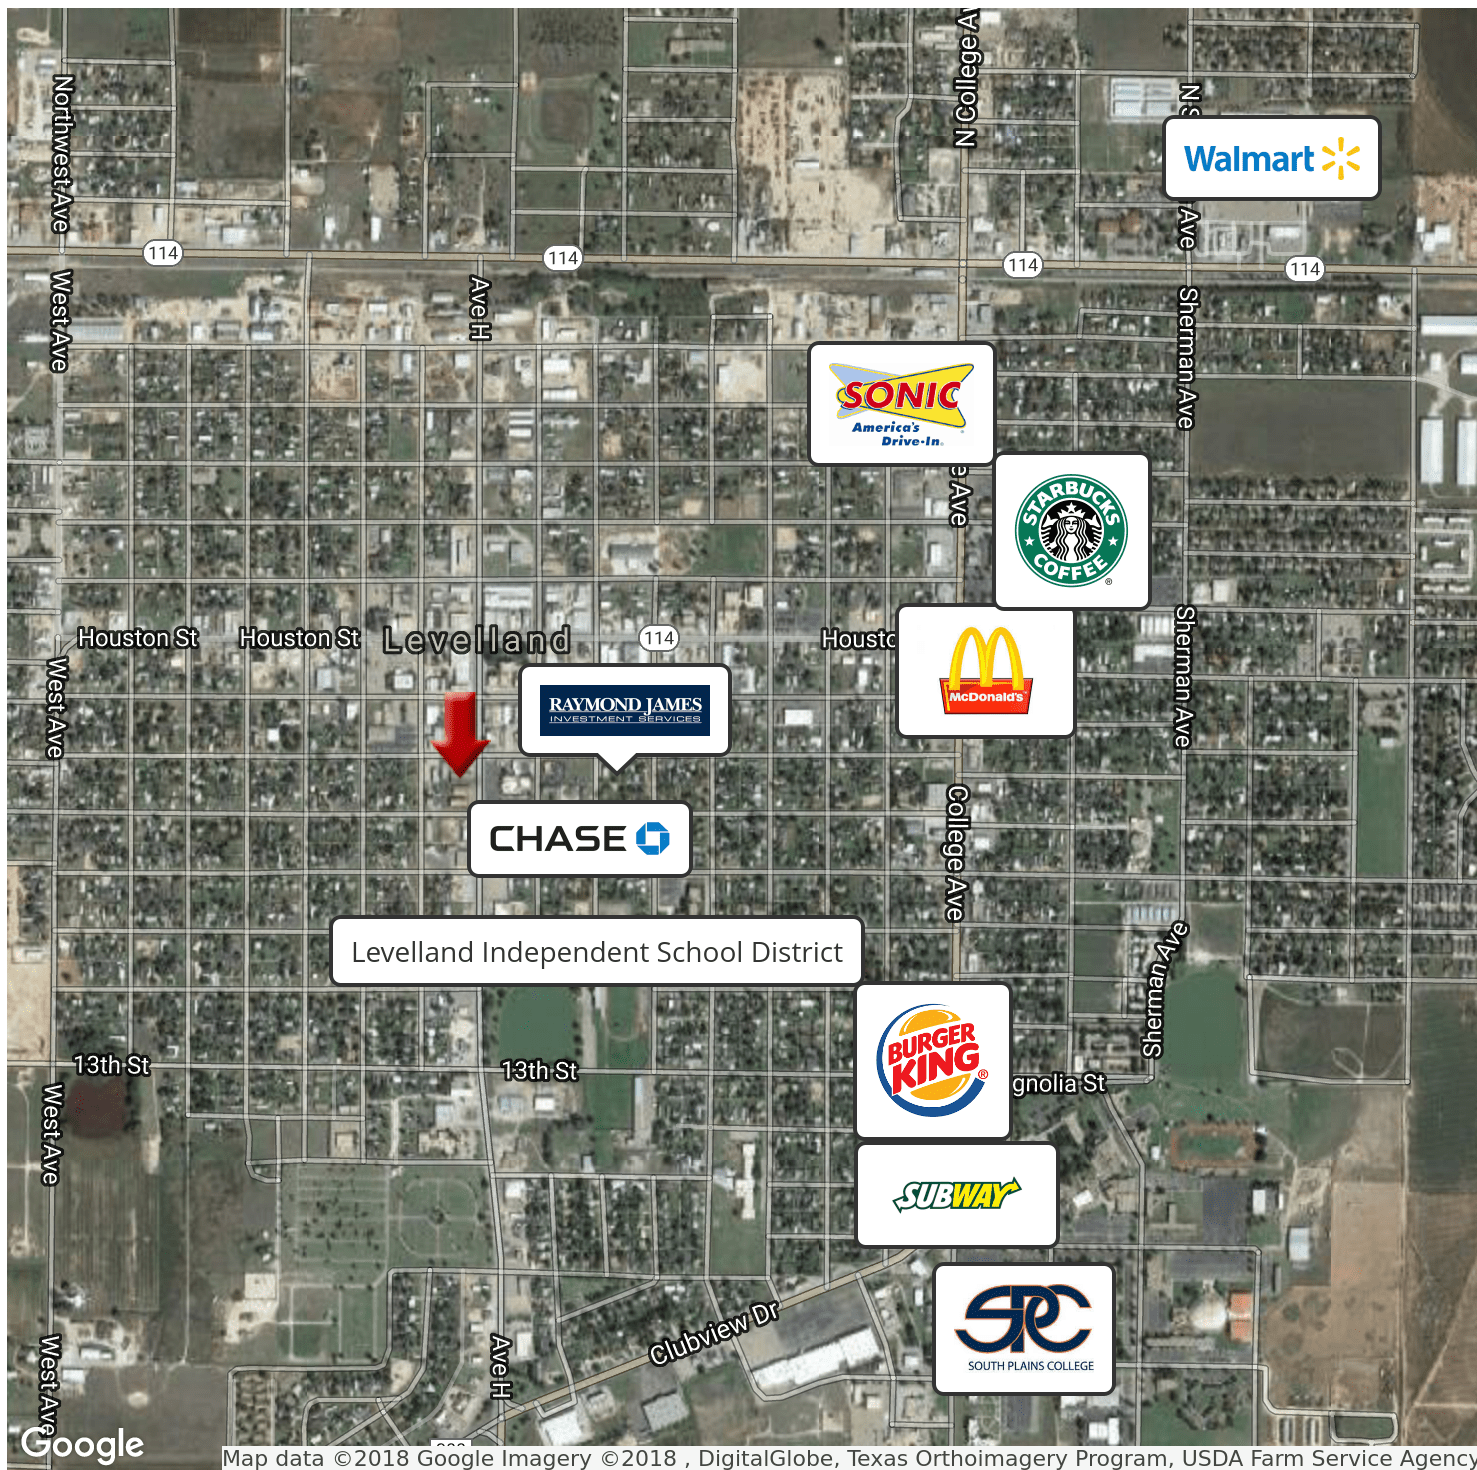 N College Av
Northwest Ave
N S
Walmart
Ave
114
114
114
114
West Ave
Ave H
Sherman Ave
SONIC
America's
Drive-In.
e Ave
STARBUCKS
COFFEE
®
Houston St
Houston St
Levelland
114
Housto
McDonald's
Sherman Ave
West Ave
RAYMOND JAMES
INVESTMENT SERVICES
CHASE
College Ave
Levelland Independent School District
Sherman Ave
BURGER
KING
®
13th St
13th St
gnolia St
West Ave
SUBWAY
SPC
SOUTH PLAINS COLLEGE
Clubview Dr
Ave H
West Ave
Google
Map data ©2018 Google Imagery ©2018 , DigitalGlobe, Texas Orthoimagery Program, USDA Farm Service Agency